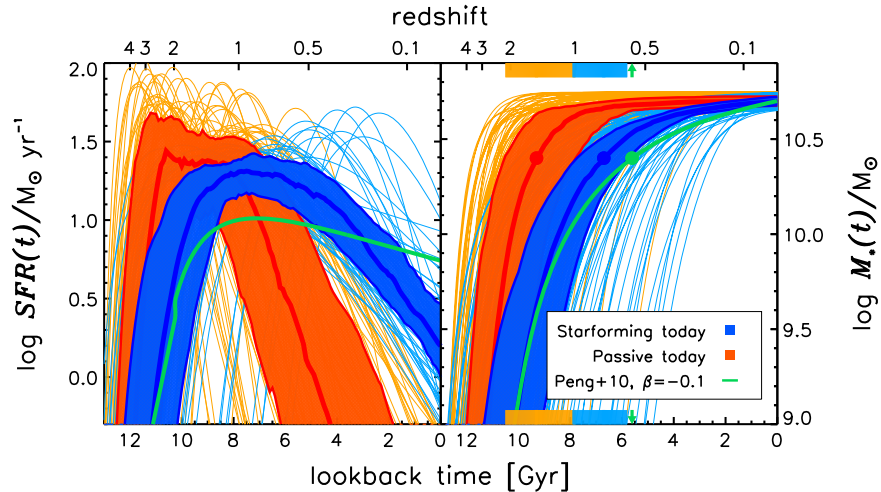 redshift
4 3 2 1 0.5 0.1 4 3 2 1 0.5 0.1
2.0
1.5
1.0
0.5
0.0
10.5
10.0
9.5
9.0
log SFR(t)/M⊙ yr⁻¹
log M⋆(t)/M⊙
Starforming today
Passive today
Peng+10, β=−0.1
12 10 8 6 4 2 0 12 10 8 6 4 2 0
lookback time [Gyr]